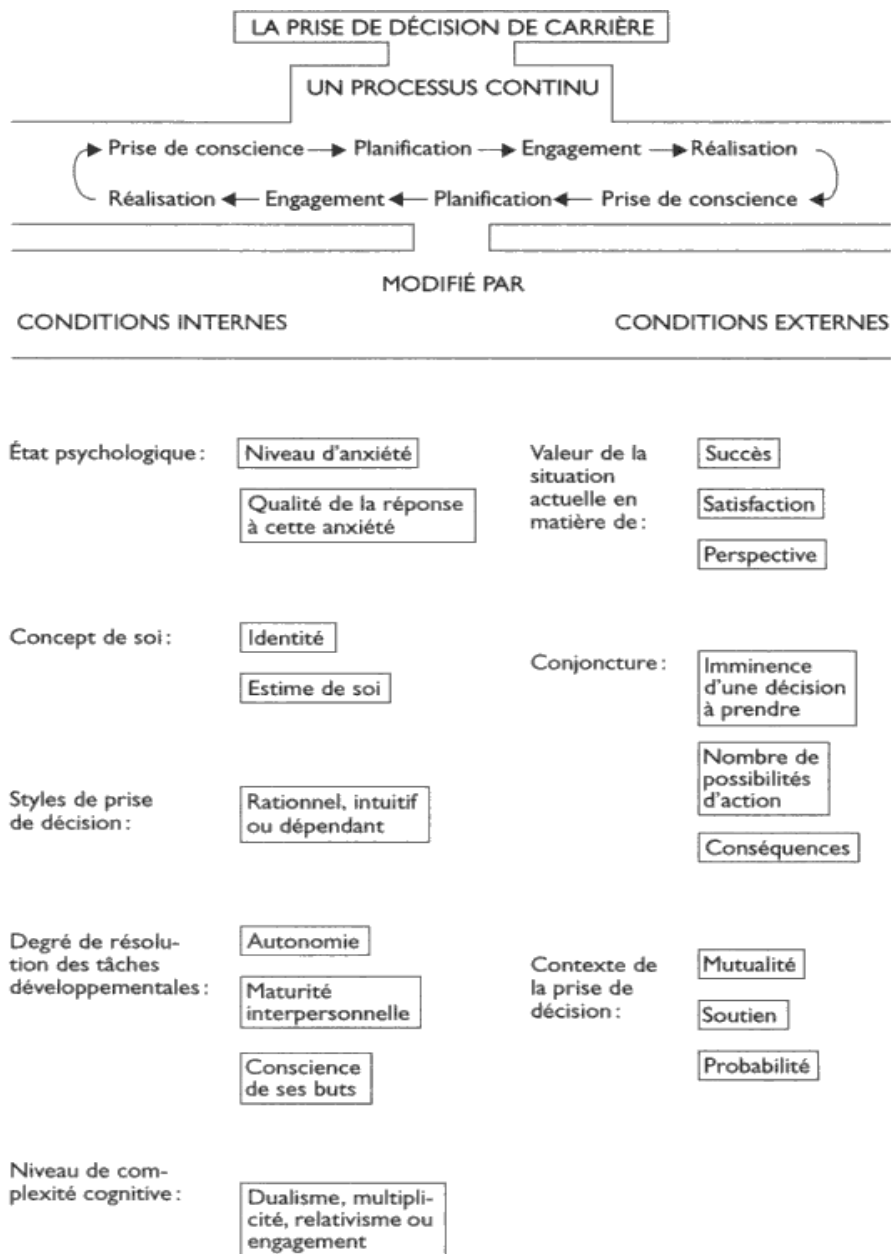 LA PRISE DE DÉCISION DE CARRIÈRE
UN PROCESSUS CONTINU
Prise de conscience Planification Engagement Réalisation
Réalisation Engagement Planification Prise de conscience
MODIFIÉ PAR
CONDITIONS INTERNES
État psychologique :
Niveau d'anxiété
Qualité de la réponse
à cette anxiété
Concept de soi :
Identité
Estime de soi
Styles de prise
de décision :
Rationnel, intuitif
ou dépendant
Degré de résolu-
tion des tâches
développementales :
Autonomie
Maturité
interpersonnelle
Conscience
de ses buts
Niveau de com-
plexité cognitive :
Dualisme, multipli-
cité, relativisme ou
engagement
CONDITIONS EXTERNES
Valeur de la
situation
actuelle en
matière de :
Succès
Satisfaction
Perspective
Conjoncture :
Imminence
d'une décision
à prendre
Nombre de
possibilités
d'action
Conséquences
Contexte de
la prise de
décision :
Mutualité
Soutien
Probabilité